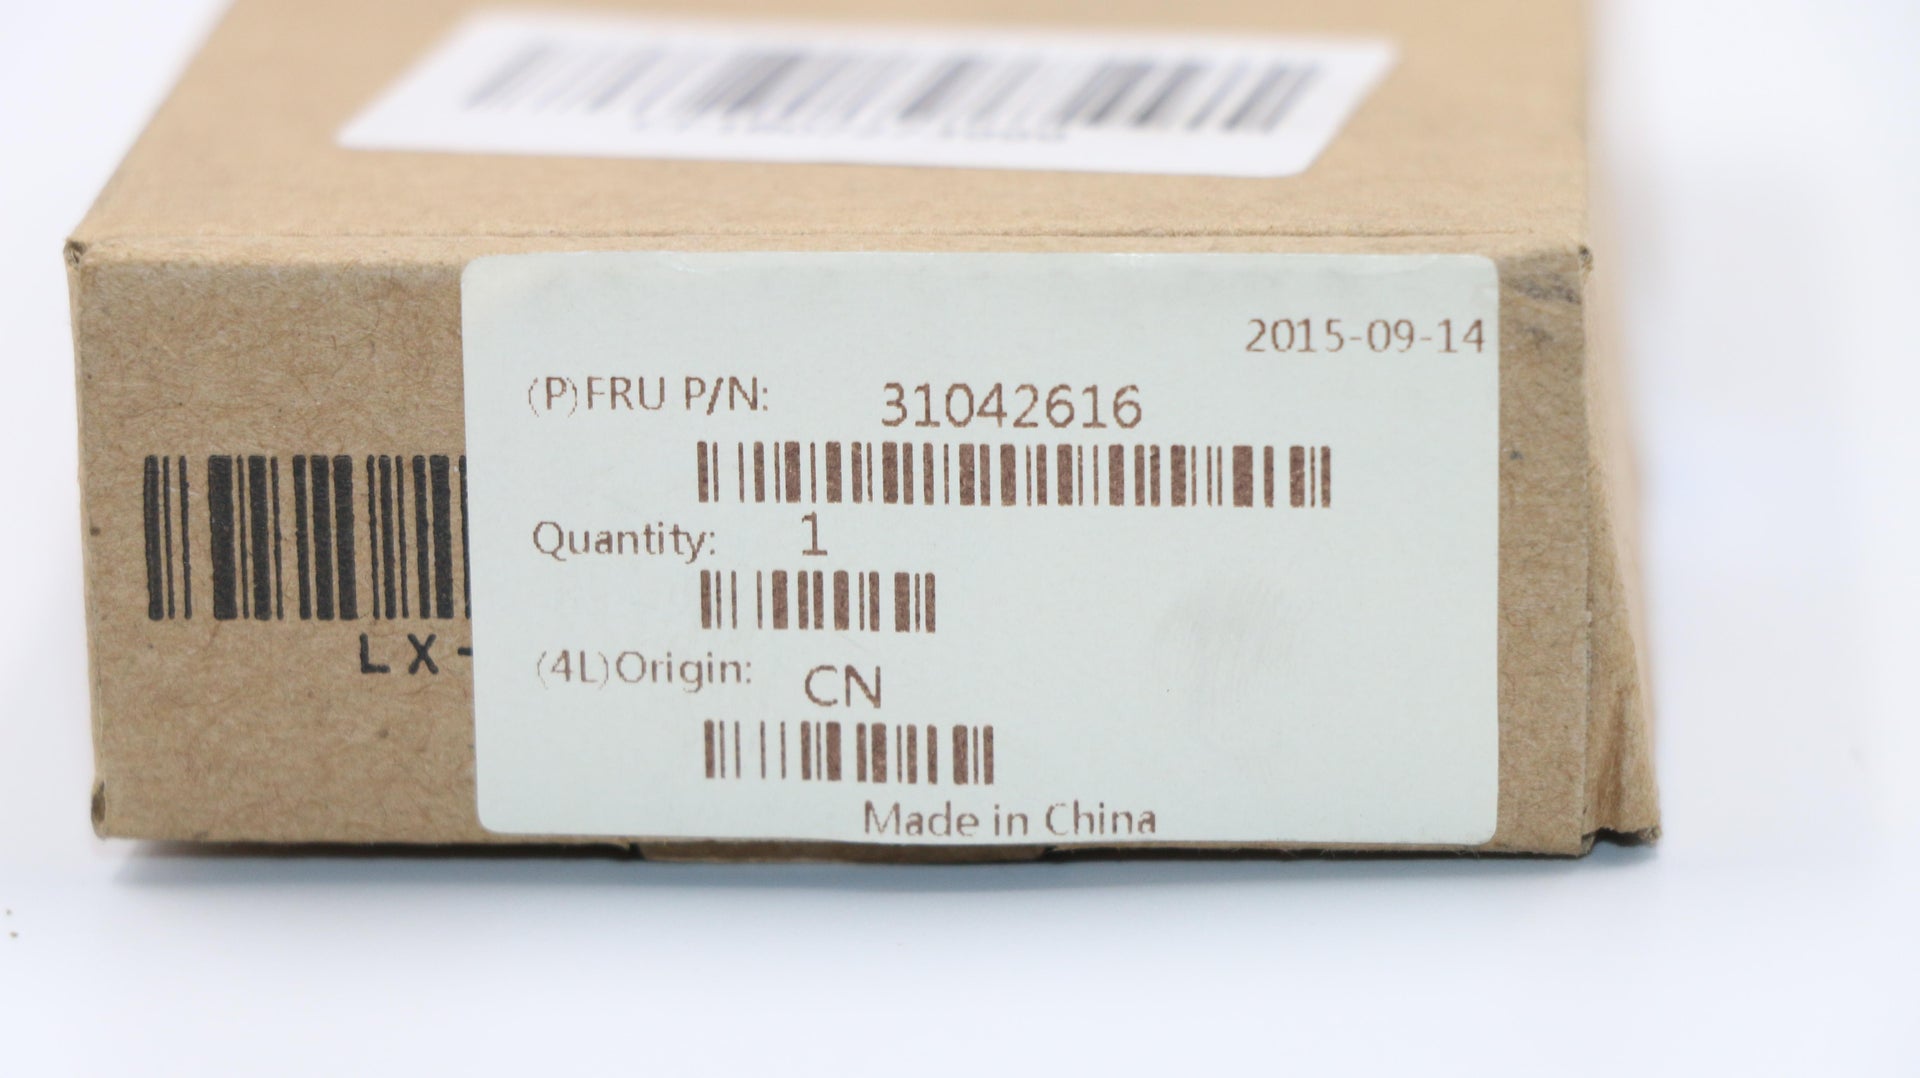 2015-09-14
(P)FRU P/N: 31042616
Quantity: 1
LX-
(4L)Origin: CN
Made in China